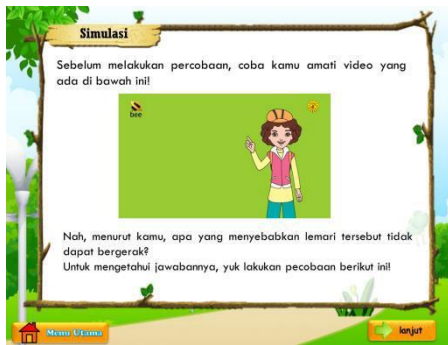 Simulasi
Sebelum melakukan percobaan, coba kamu amati video yang
ada di bawah ini!
bee
Nah, menurut kamu, apa yang menyebabkan lemari tersebut tidak
dapat bergerak?
Untuk mengetahui jawabannya, yuk lakukan pecobaan berikut ini!
Menu Utama
lanjut